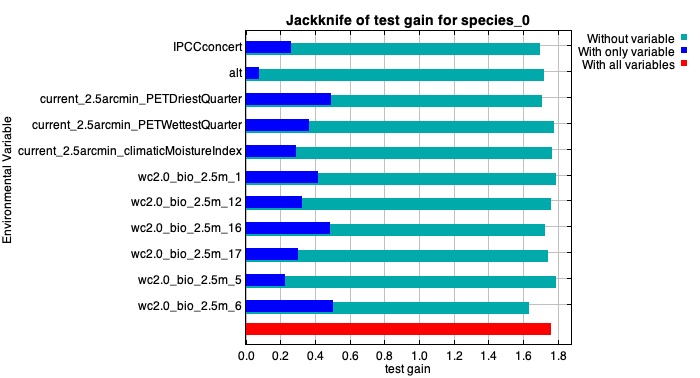 Jackknife of test gain for species_0
Without variable
With only variable
With all variables
Environmental Variable
IPCCconcert
alt
current_2.5arcmin_PETDriestQuarter
current_2.5arcmin_PETWettestQuarter
current_2.5arcmin_climaticMoistureIndex
wc2.0_bio_2.5m_1
wc2.0_bio_2.5m_12
wc2.0_bio_2.5m_16
wc2.0_bio_2.5m_17
wc2.0_bio_2.5m_5
wc2.0_bio_2.5m_6
0.0 0.2 0.4 0.6 0.8 1.0 1.2 1.4 1.6 1.8
test gain